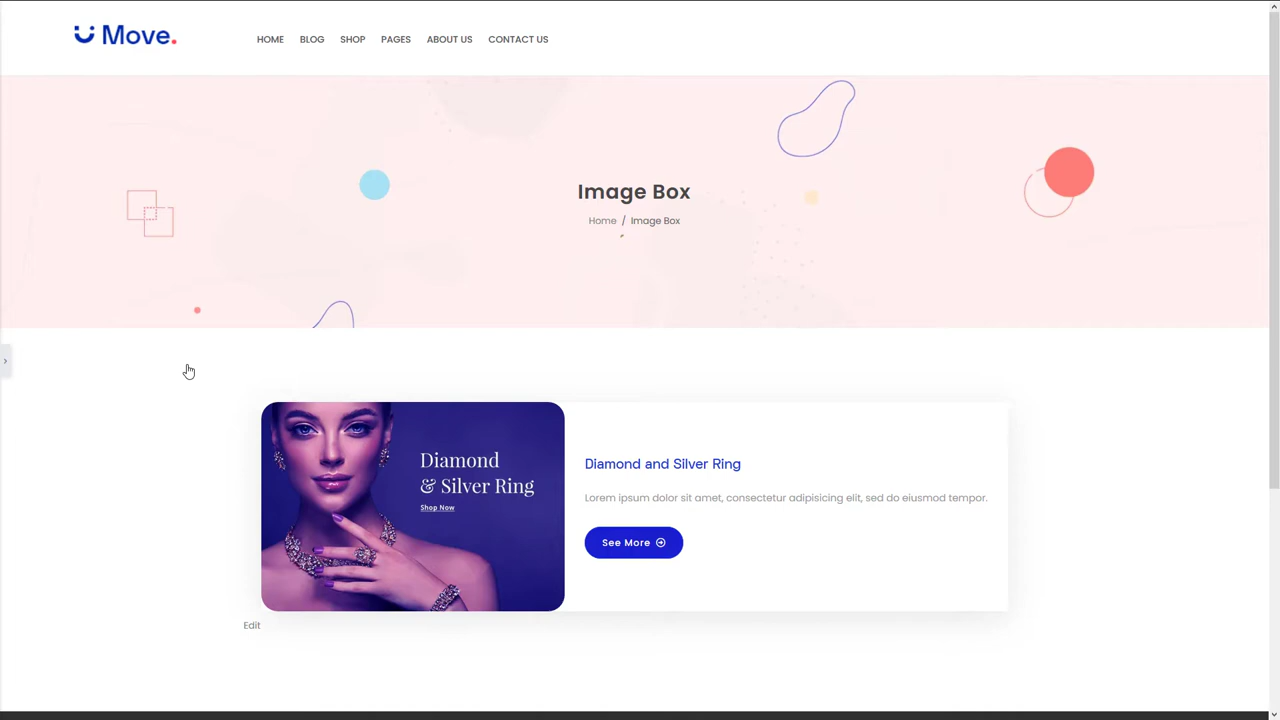 Move.
HOME BLOG SHOP PAGES ABOUT US CONTACT US
Image Box
Home / Image Box
Diamond
& Silver Ring
Shop Now
Diamond and Silver Ring
Lorem ipsum dolor sit amet, consectetur adipisicing elit, sed do eiusmod tempor.
See More
Edit